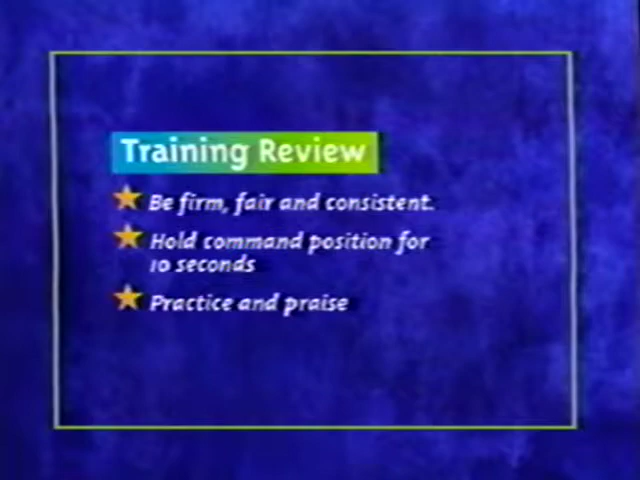 Training Review
Be firm, fair and consistent.
Hold command position for
10 seconds
Practice and praise